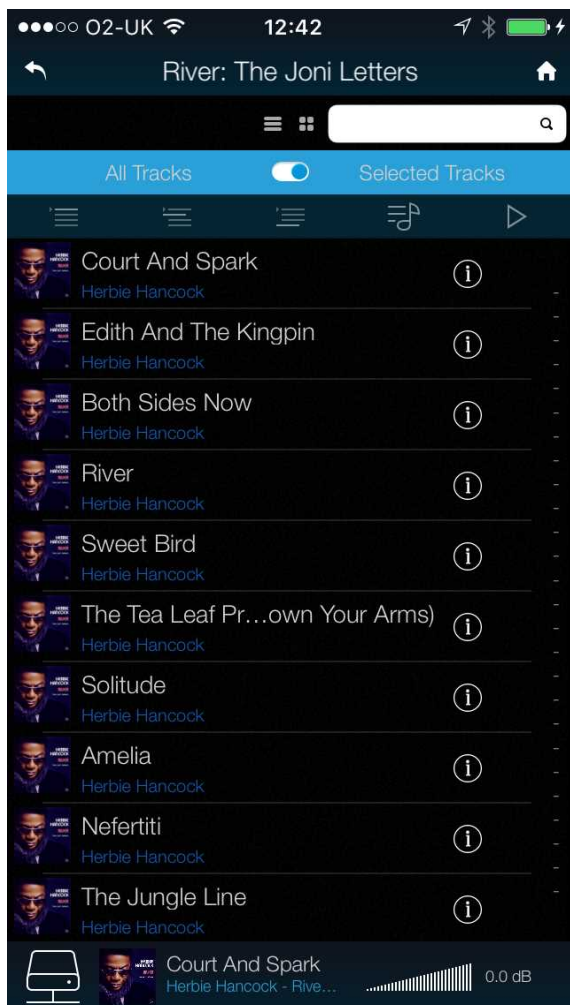 O2-UK 12:42
River: The Joni Letters
All Tracks Selected Tracks
Court And Spark
Herbie Hancock
Edith And The Kingpin
Herbie Hancock
Both Sides Now
Herbie Hancock
River
Herbie Hancock
Sweet Bird
Herbie Hancock
The Tea Leaf Pr...own Your Arms)
Herbie Hancock
Solitude
Herbie Hancock
Amelia
Herbie Hancock
Nefertiti
Herbie Hancock
The Jungle Line
Herbie Hancock
Court And Spark
Herbie Hancock - Rive...
0.0 dB